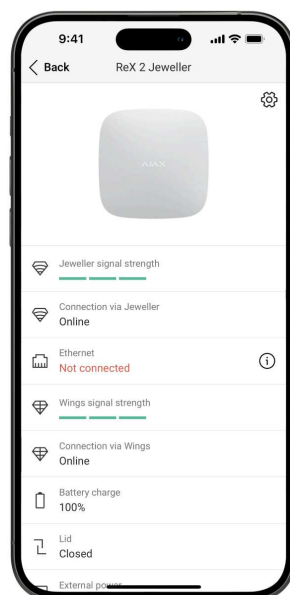 9:41
Back
ReX 2 Jeweller
AJAX
Jeweller signal strength
Connection via Jeweller
Online
Ethernet
Not connected
Wings signal strength
Connection via Wings
Online
Battery charge
100%
Lid
Closed
External power